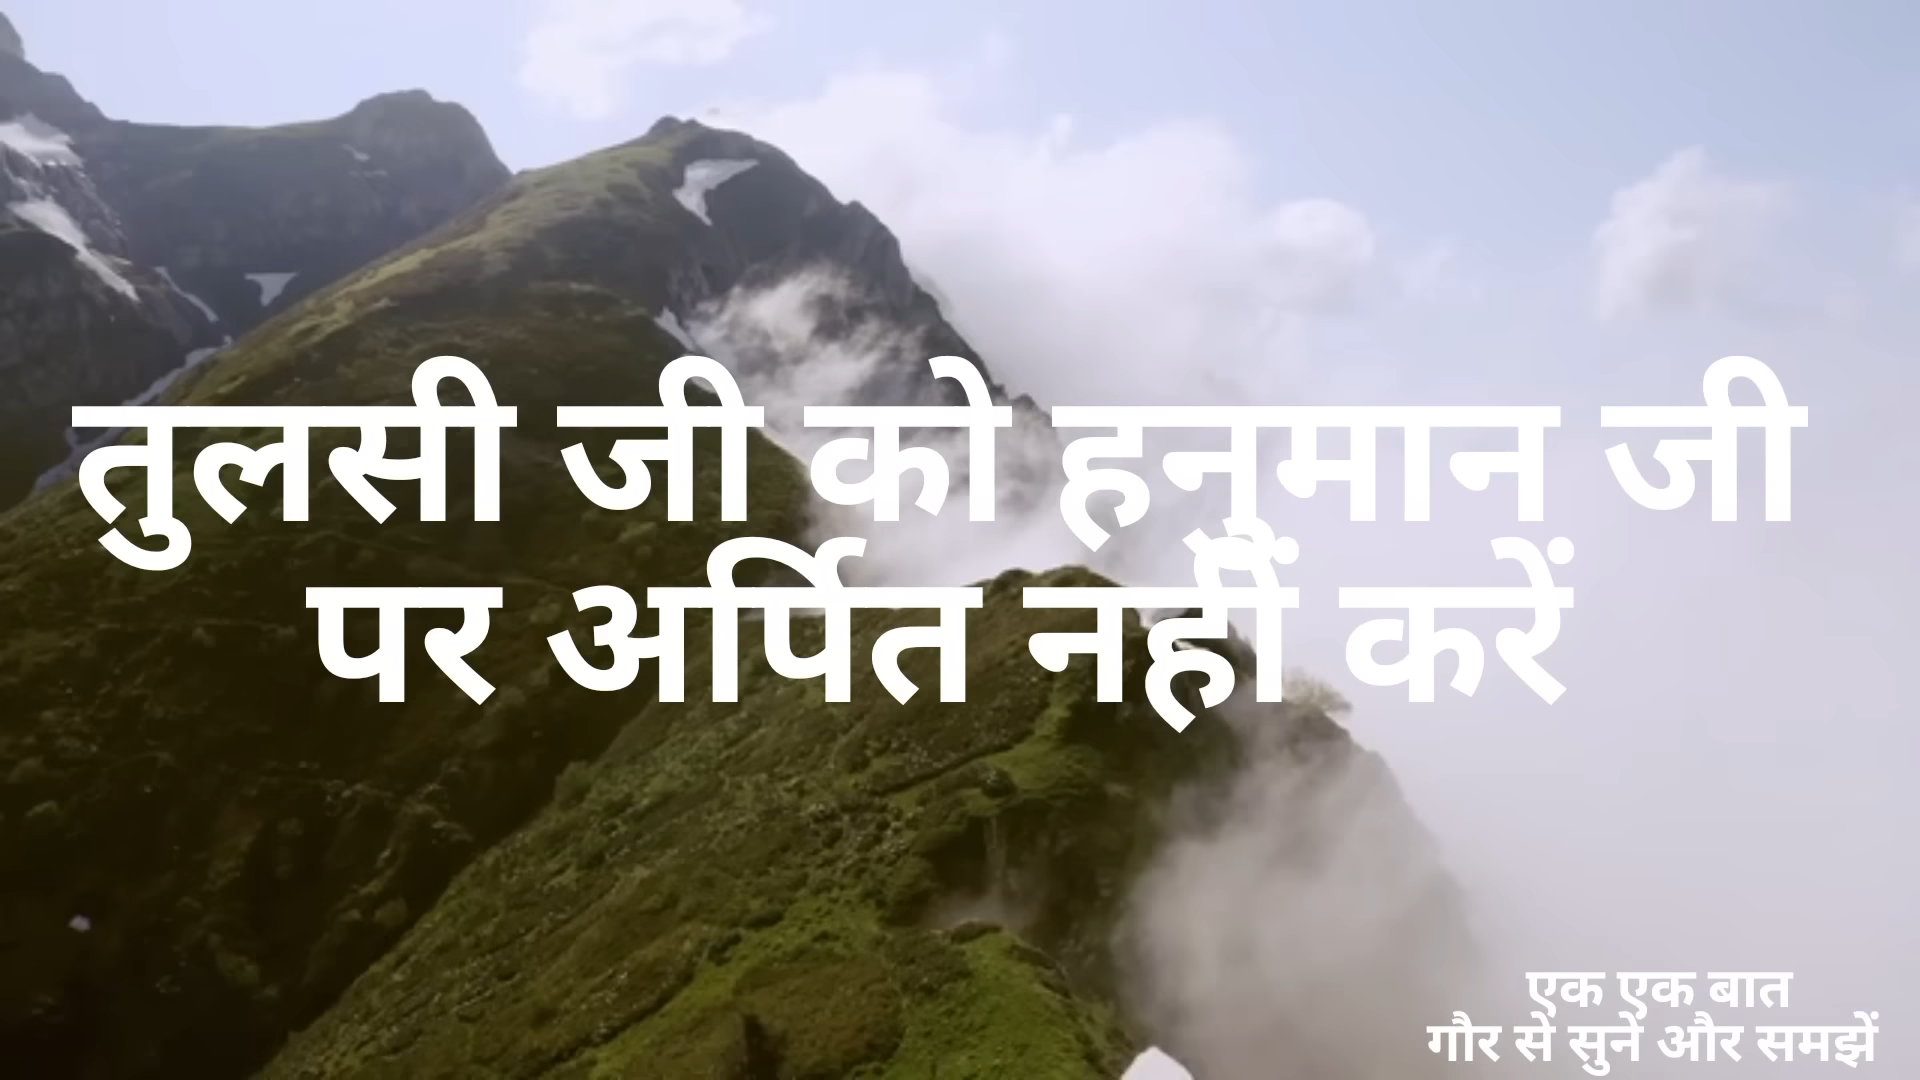 तुलसी जी को हनुमान जी
पर अर्पित नहीं करें
एक एक बात
गौर से सुने और समझें